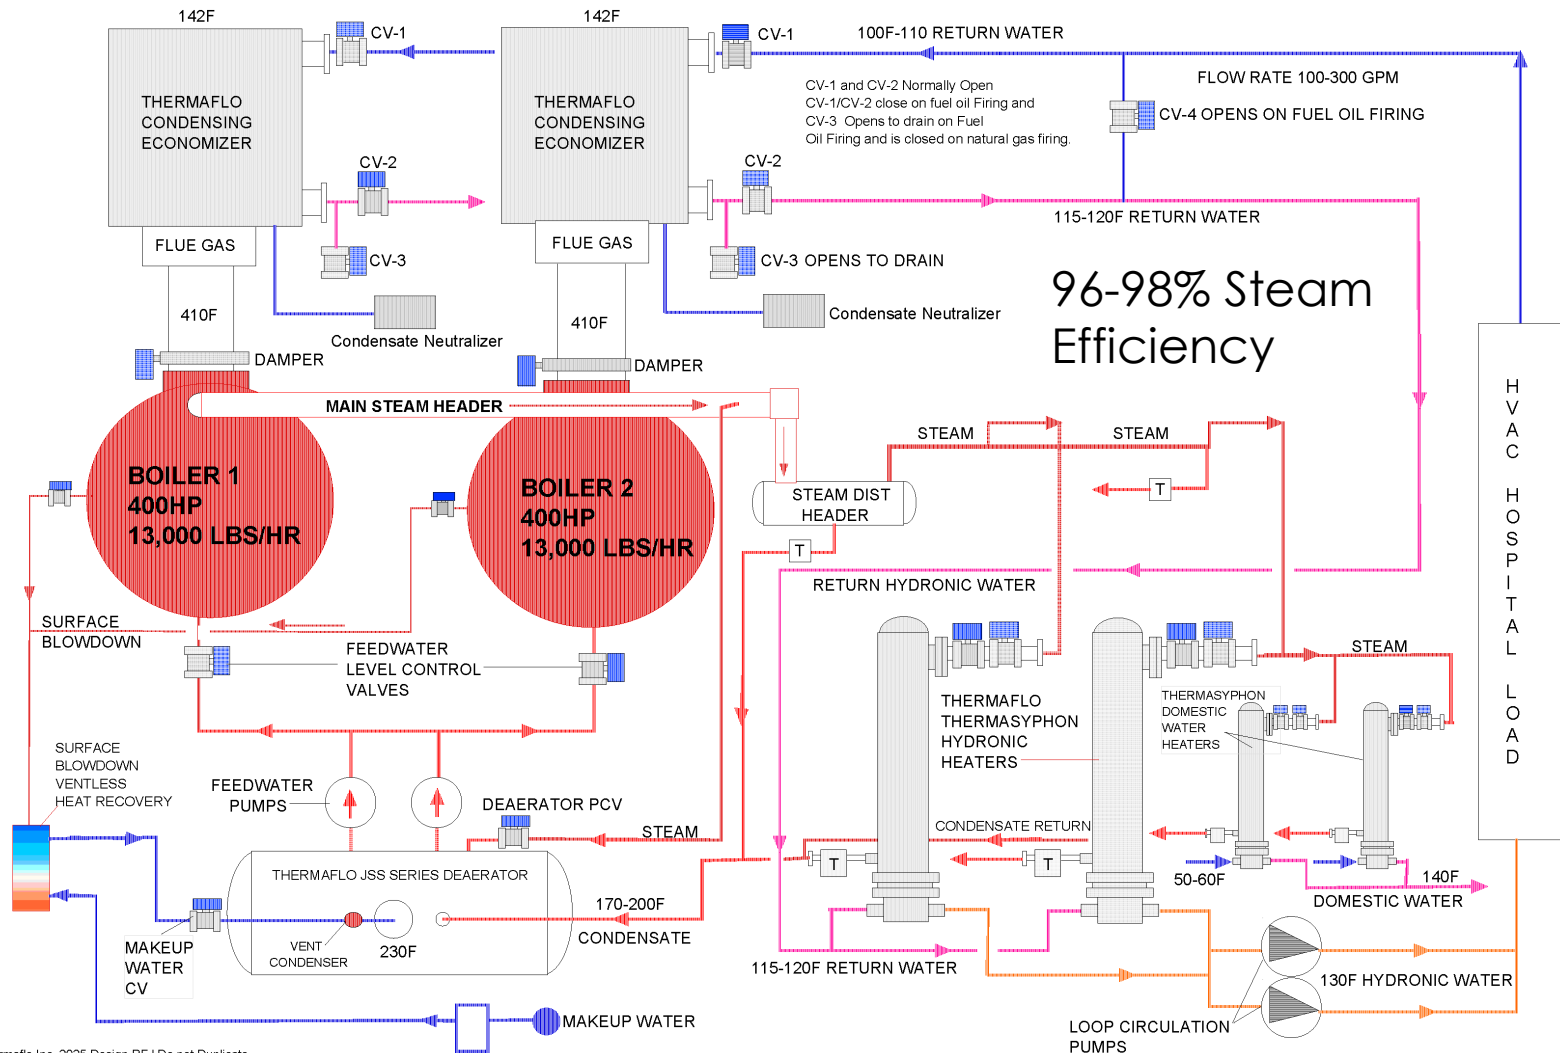 142F
142F
CV-1
CV-1
100F-110 RETURN WATER
FLOW RATE 100-300 GPM
CV-1 and CV-2 Normally Open
CV-1/CV-2 close on fuel oil Firing and
CV-3 Opens to drain on Fuel
Oil Firing and is closed on natural gas firing.
CV-4 OPENS ON FUEL OIL FIRING
THERMAFLO
CONDENSING
ECONOMIZER
THERMAFLO
CONDENSING
ECONOMIZER
CV-2
CV-2
115-120F RETURN WATER
FLUE GAS
FLUE GAS
CV-3
CV-3 OPENS TO DRAIN
96-98% Steam
Efficiency
410F
410F
Condensate Neutralizer
Condensate Neutralizer
DAMPER
DAMPER
MAIN STEAM HEADER
BOILER 1
400HP
13,000 LBS/HR
BOILER 2
400HP
13,000 LBS/HR
STEAM
STEAM
T
STEAM DIST
HEADER
T
RETURN HYDRONIC WATER
HVAC HOSPITAL LOAD
SURFACE
BLOWDOWN
FEEDWATER
LEVEL CONTROL
VALVES
STEAM
THERMAFLO
THERMASYPHON
HYDRONIC
HEATERS
THERMASYPHON
DOMESTIC
WATER
HEATERS
SURFACE
BLOWDOWN
VENTLESS
HEAT RECOVERY
FEEDWATER
PUMPS
DEAERATOR PCV
STEAM
CONDENSATE RETURN
T
T
THERMAFLO JSS SERIES DEAERATOR
50-60F
140F
DOMESTIC WATER
170-200F
CONDENSATE
MAKEUP
WATER
CV
VENT
CONDENSER
230F
115-120F RETURN WATER
130F HYDRONIC WATER
MAKEUP WATER
LOOP CIRCULATION
PUMPS